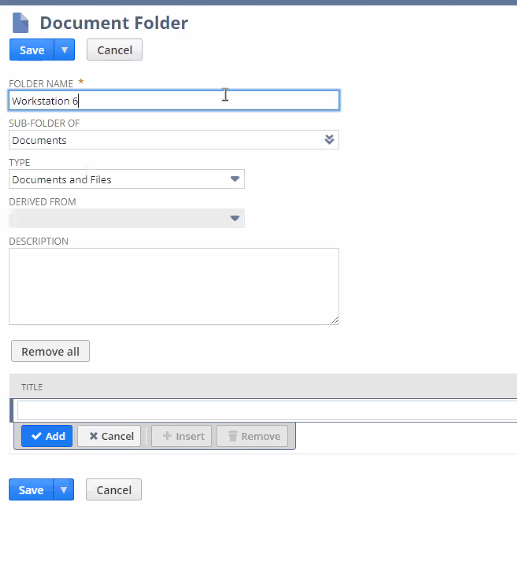 Document Folder
Save Cancel
FOLDER NAME *
Workstation 6
SUB-FOLDER OF
Documents
TYPE
Documents and Files
DERIVED FROM
DESCRIPTION
Remove all
TITLE
Add Cancel Insert Remove
Save Cancel